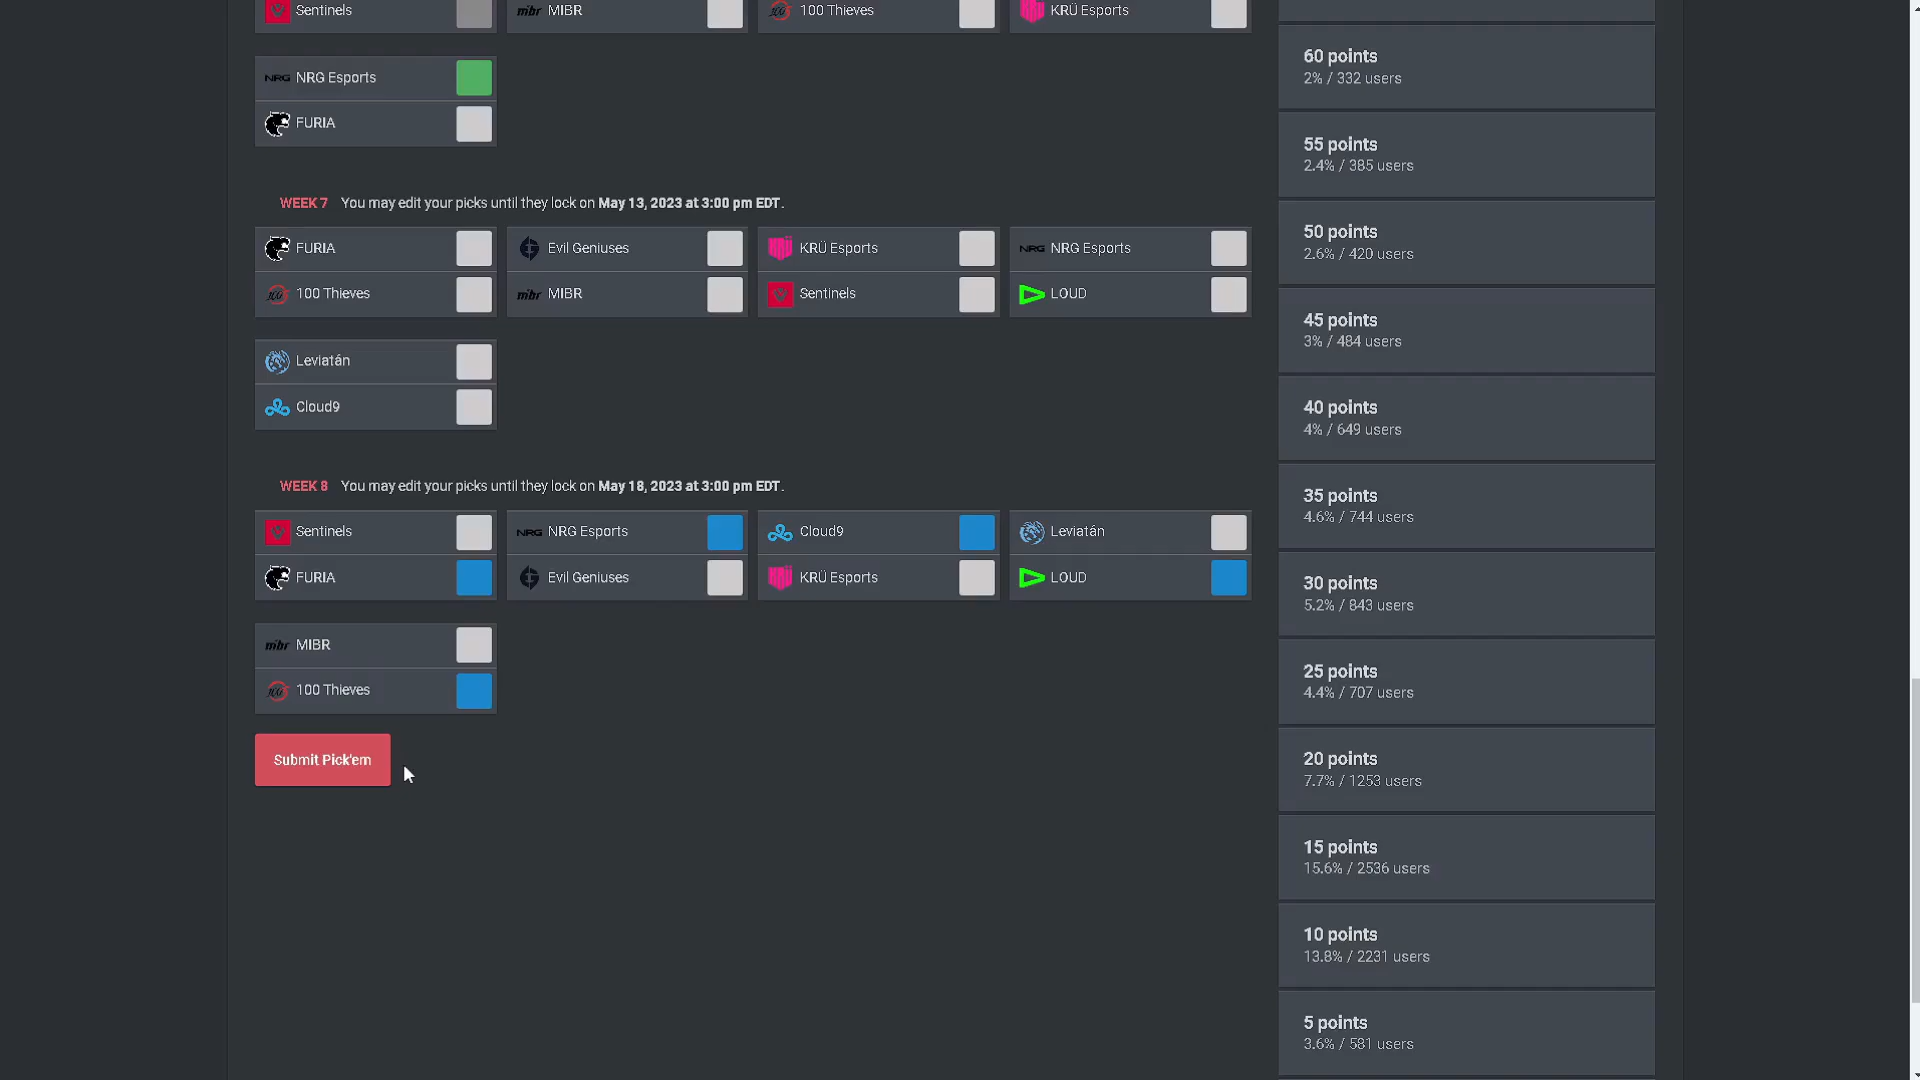 Sentinels
MIBR
100 Thieves
KRÜ Esports
NRG Esports
FURIA
WEEK 7 You may edit your picks until they lock on May 13, 2023 at 3:00 pm EDT.
FURIA
Evil Geniuses
KRÜ Esports
NRG Esports
100 Thieves
MIBR
Sentinels
LOUD
Leviatán
Cloud9
WEEK 8 You may edit your picks until they lock on May 18, 2023 at 3:00 pm EDT.
Sentinels
NRG Esports
Cloud9
Leviatán
FURIA
Evil Geniuses
KRÜ Esports
LOUD
MIBR
100 Thieves
Submit Pick'em
60 points
2% / 332 users
55 points
2.4% / 385 users
50 points
2.6% / 420 users
45 points
3% / 484 users
40 points
4% / 649 users
35 points
4.6% / 744 users
30 points
5.2% / 843 users
25 points
4.4% / 707 users
20 points
7.7% / 1253 users
15 points
15.6% / 2536 users
10 points
13.8% / 2231 users
5 points
3.6% / 581 users